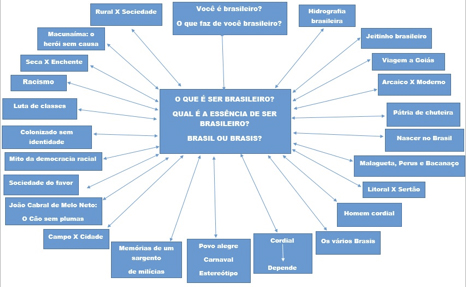 Você é brasileiro?
O que faz de você brasileiro?
Rural X Sociedade
Hidrografia
brasileira
Macunaíma: o
herói sem causa
Jeitinho brasileiro
Seca X Enchente
Viagem a Goiás
Racismo
Arcaico X Moderno
O QUE É SER BRASILEIRO?
QUAL É A ESSÊNCIA DE SER
BRASILEIRO?
BRASIL OU BRASIS?
Luta de classes
Pátria de chuteira
Colonizado sem
identidade
Nascer no Brasil
Mito da democracia racial
Malagueta, Perus e Bacanaço
Sociedade do favor
Litoral X Sertão
João Cabral de Melo Neto:
O Cão sem plumas
Homem cordial
Campo X Cidade
Os vários Brasis
Memórias de um
sargento
de milícias
Povo alegre
Carnaval
Estereótipo
Cordial
Depende